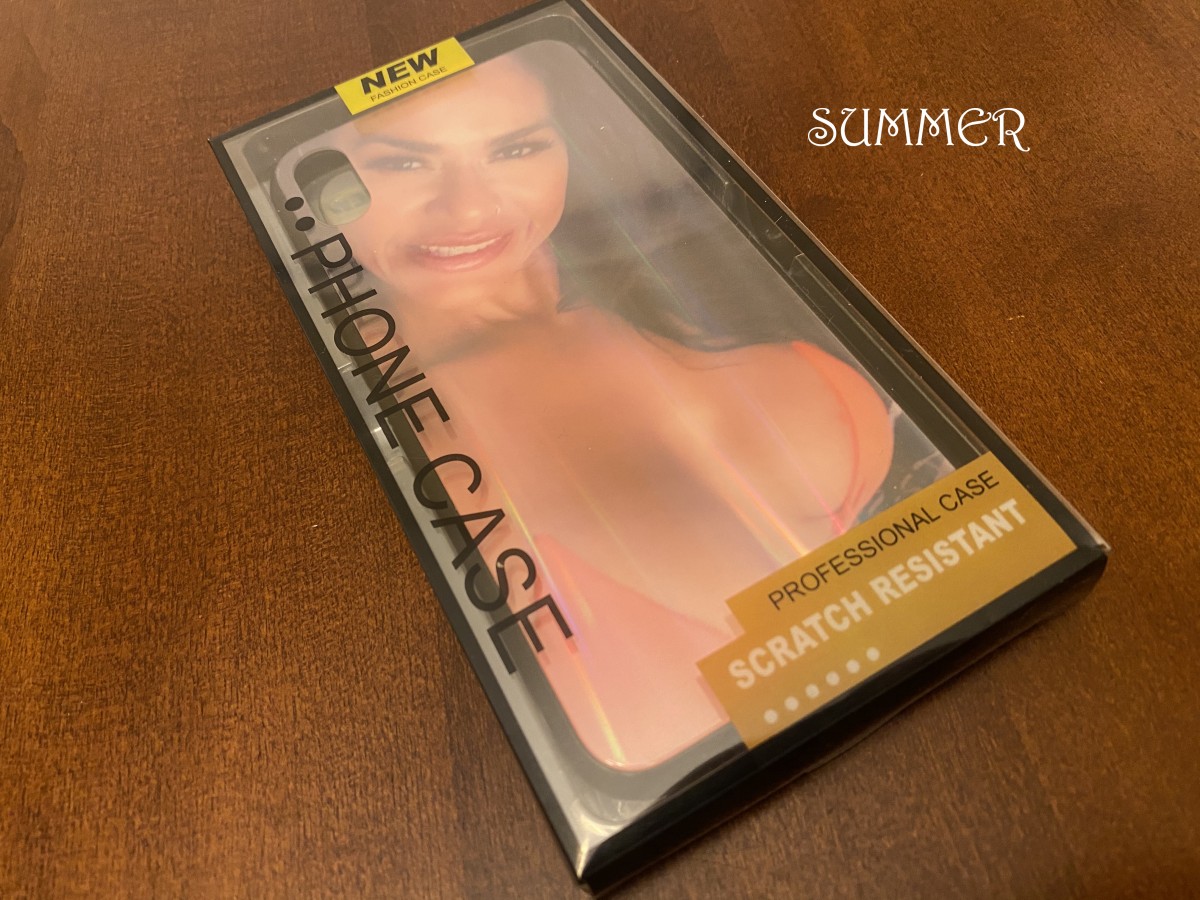 NEW
FASHION CASE
SUMMER
PHONE CASE
PROFESSIONAL CASE
SCRATCH RESISTANT